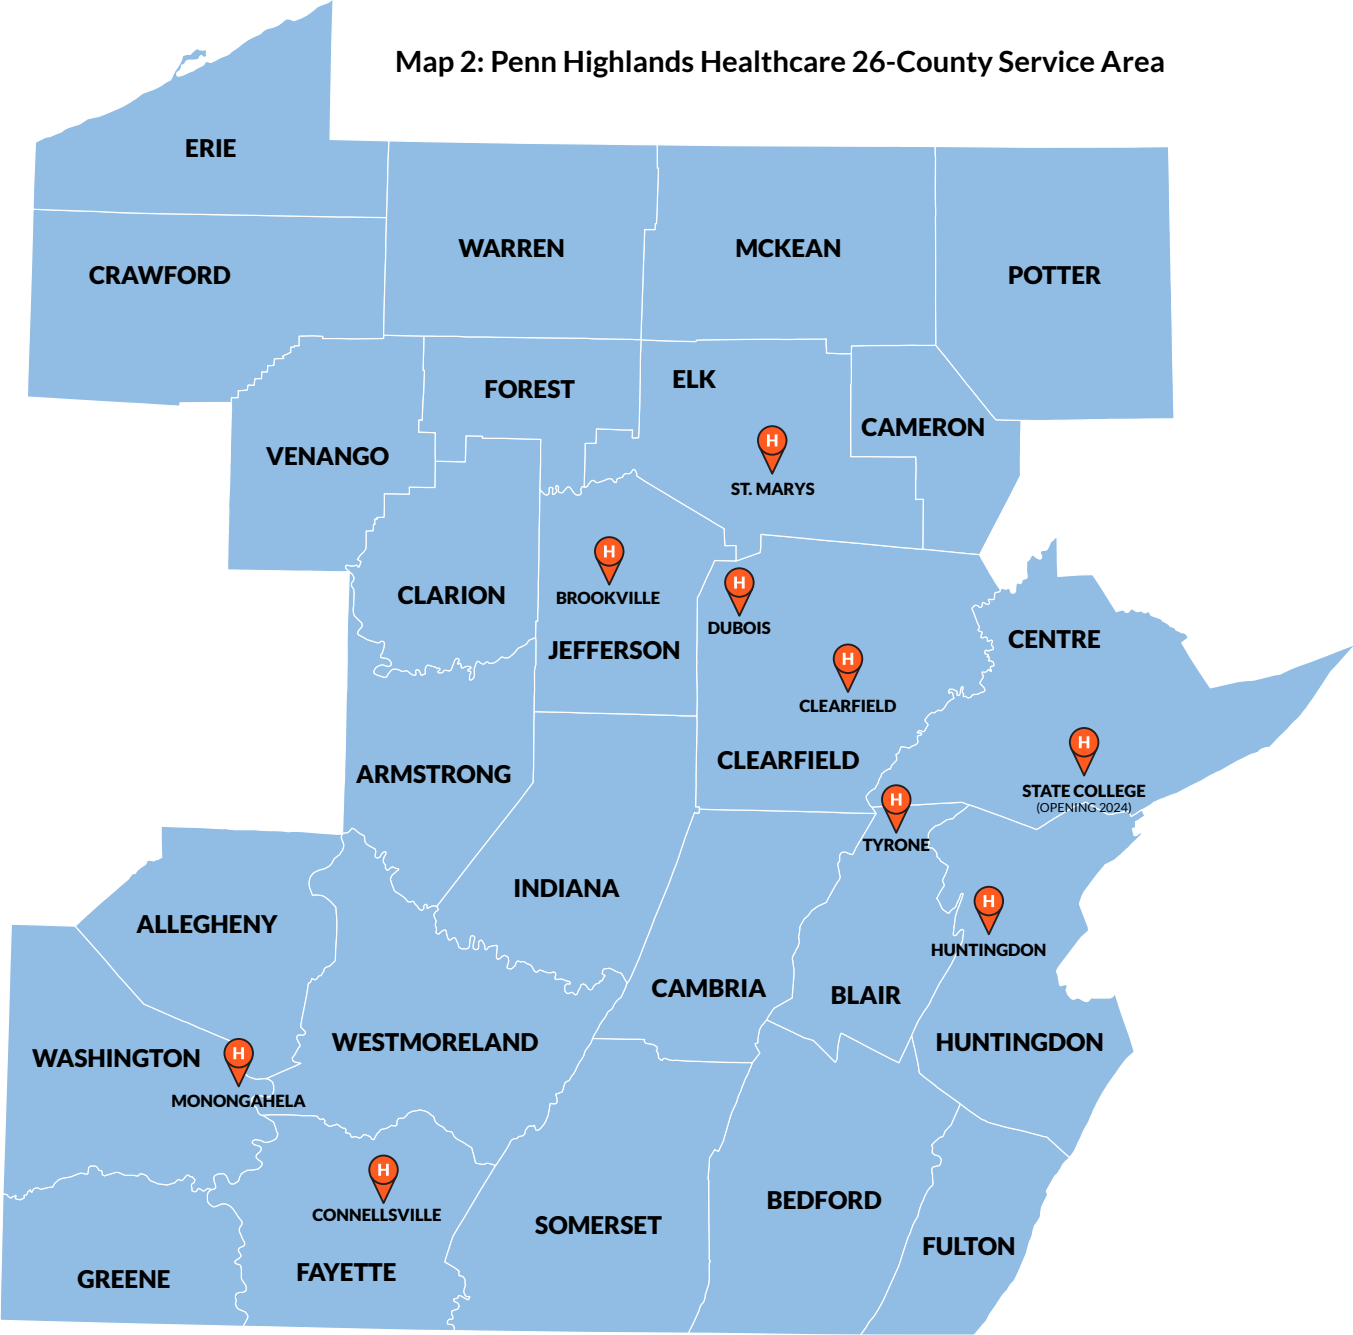 Map 2: Penn Highlands Healthcare 26-County Service Area
ERIE
WARREN
MCKEAN
CRAWFORD
POTTER
ELK
FOREST
CAMERON
H
VENANGO
ST. MARYS
H
BROOKVILLE
H
DUBOIS
CLARION
JEFFERSON
CENTRE
H
CLEARFIELD
CLEARFIELD
H
STATE COLLEGE
(OPENING 2024)
ARMSTRONG
H
TYRONE
INDIANA
H
HUNTINGDON
ALLEGHENY
CAMBRIA
BLAIR
HUNTINGDON
WESTMORELAND
WASHINGTON
H
MONONGAHELA
H
CONNELLSVILLE
BEDFORD
SOMERSET
FULTON
FAYETTE
GREENE